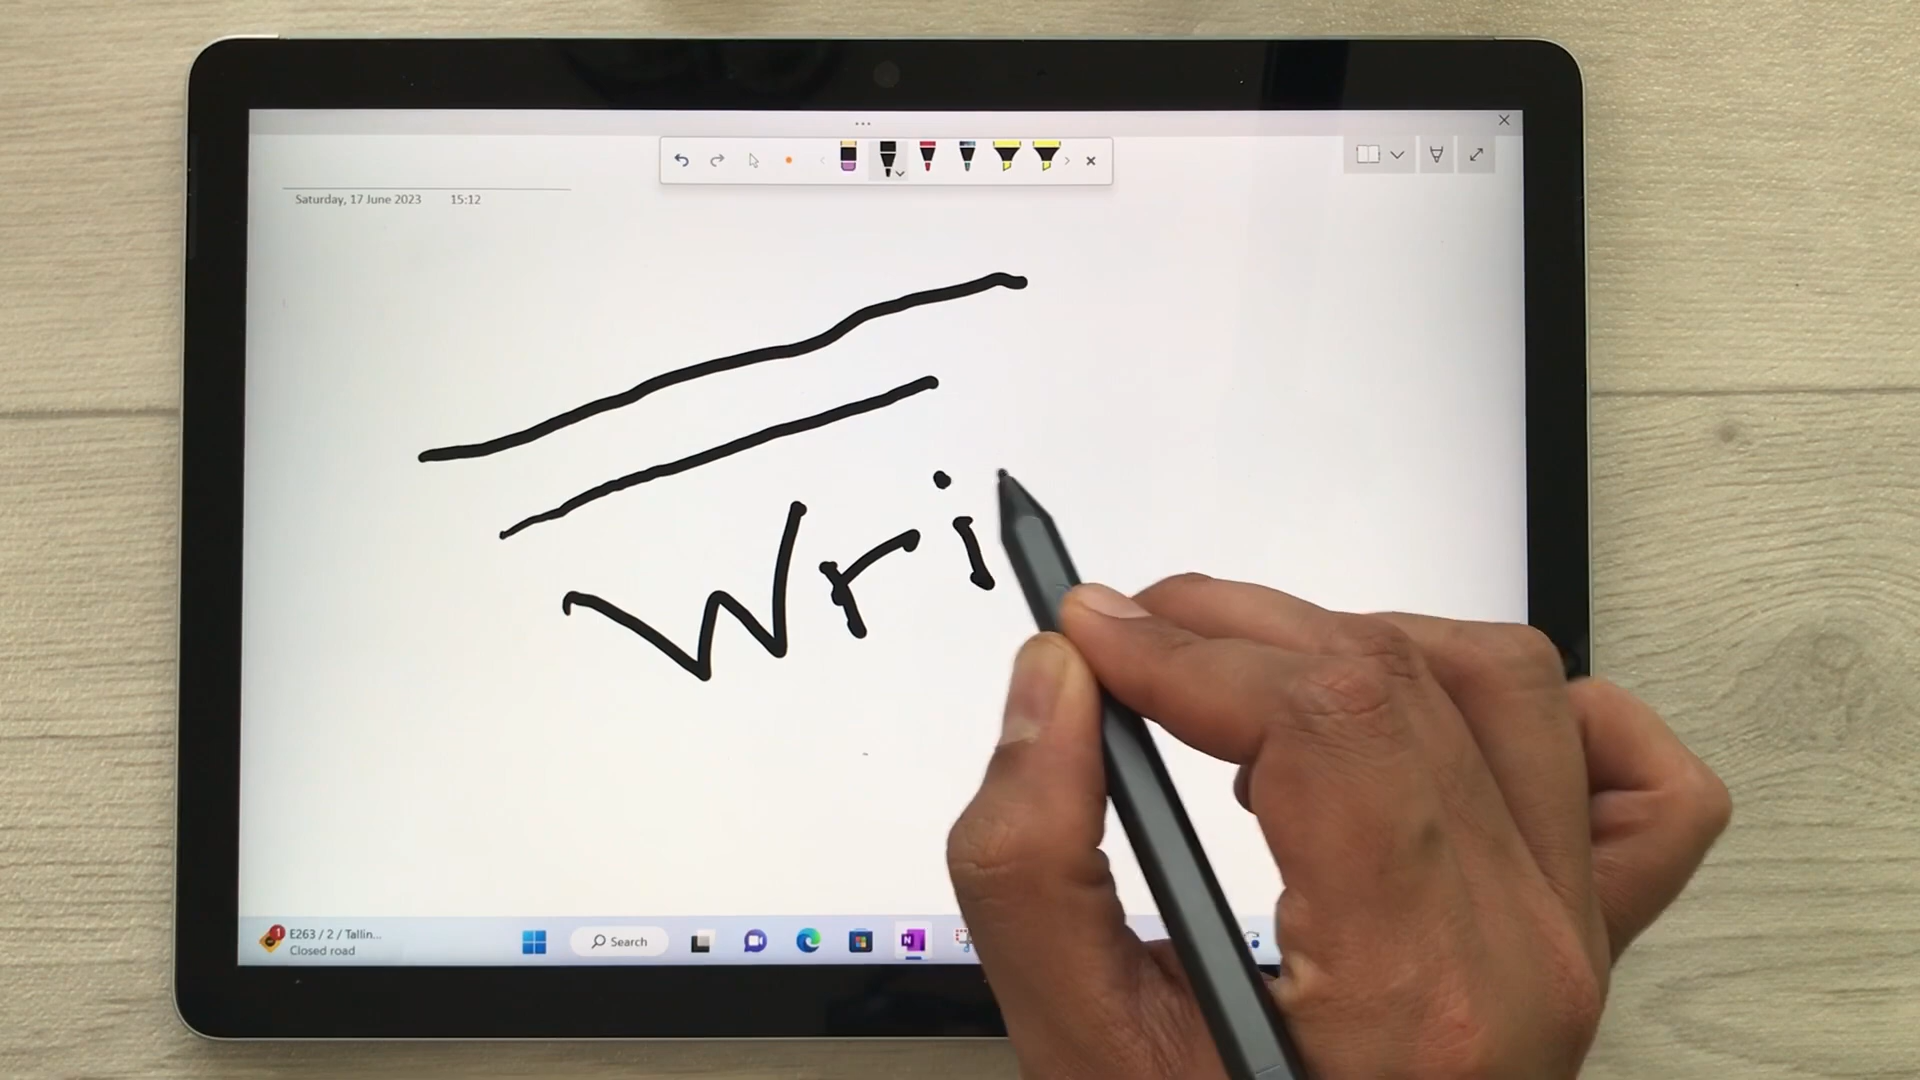 Saturday, 17 June 2023 15:12
Wri
E263 / 2 / Tallin...
Closed road
Search